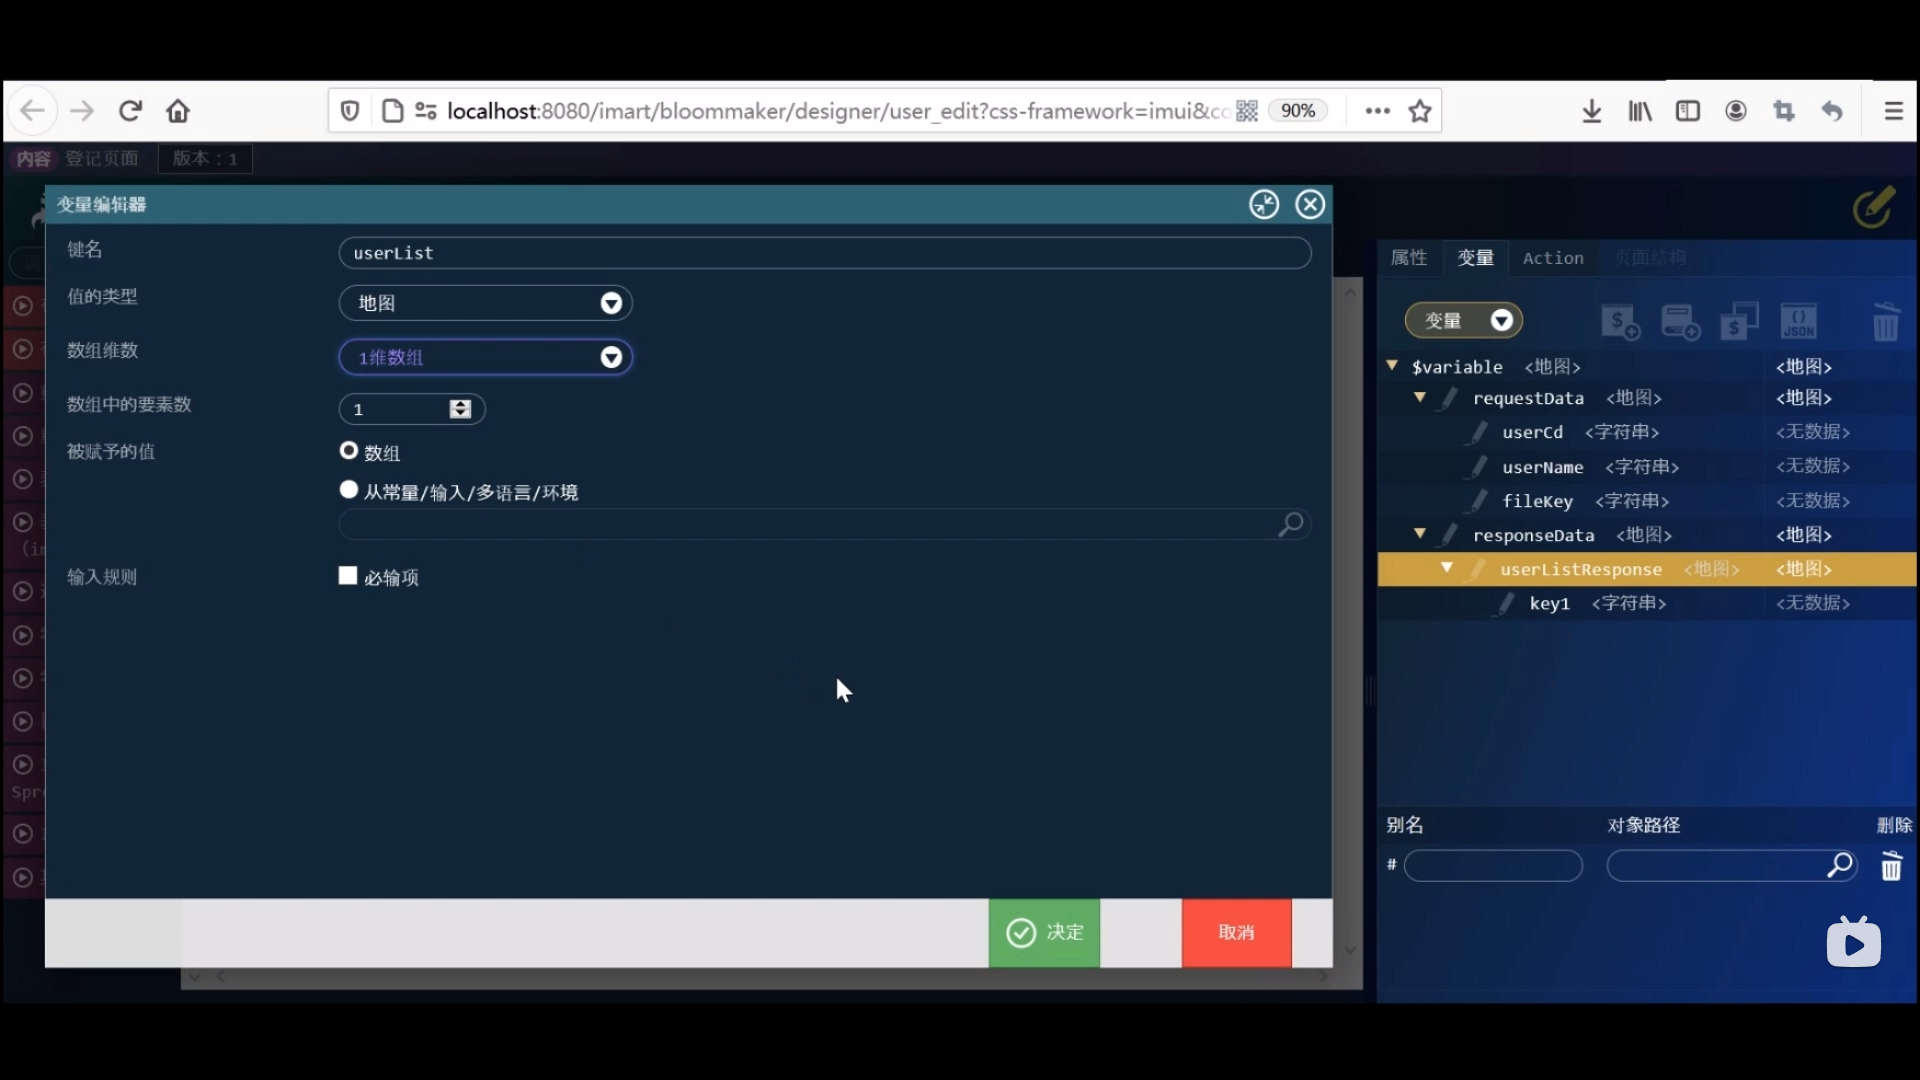 localhost:8080/imart/bloommaker/designer/user_edit?css-framework=imui&co
90%
内容 登记页面 版本：1
变量编辑器
键名 userList
值的类型 地图
数组维数 1维数组
数组中的要素数 1
被赋予的值 数组
从常量/输入/多语言/环境
输入规则 必输项
决定 取消
属性 变量 Action 页面结构
变量
JSON
$variable <地图> <地图>
requestData <地图> <地图>
userCd <字符串> <无数据>
userName <字符串> <无数据>
fileKey <字符串> <无数据>
responseData <地图> <地图>
userListResponse <地图> <地图>
key1 <字符串> <无数据>
别名 对象路径 删除
#